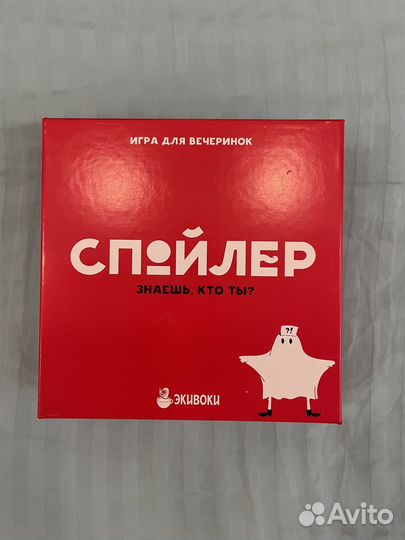 ИГРА ДЛЯ ВЕЧЕРИНОК
СПОЙЛЕР
ЗНАЕШЬ, КТО ТЫ?
?!
ЭКИВОКИ
Avito